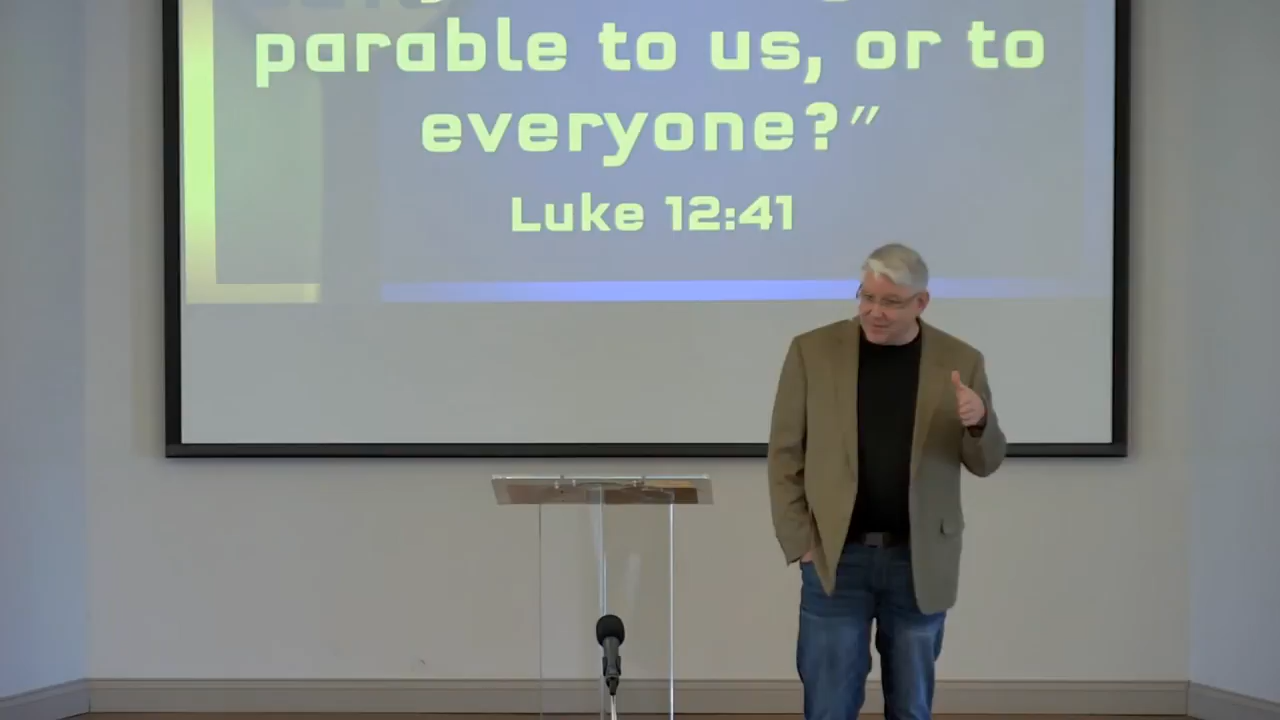 parable to us, or to
everyone?”
Luke 12:41